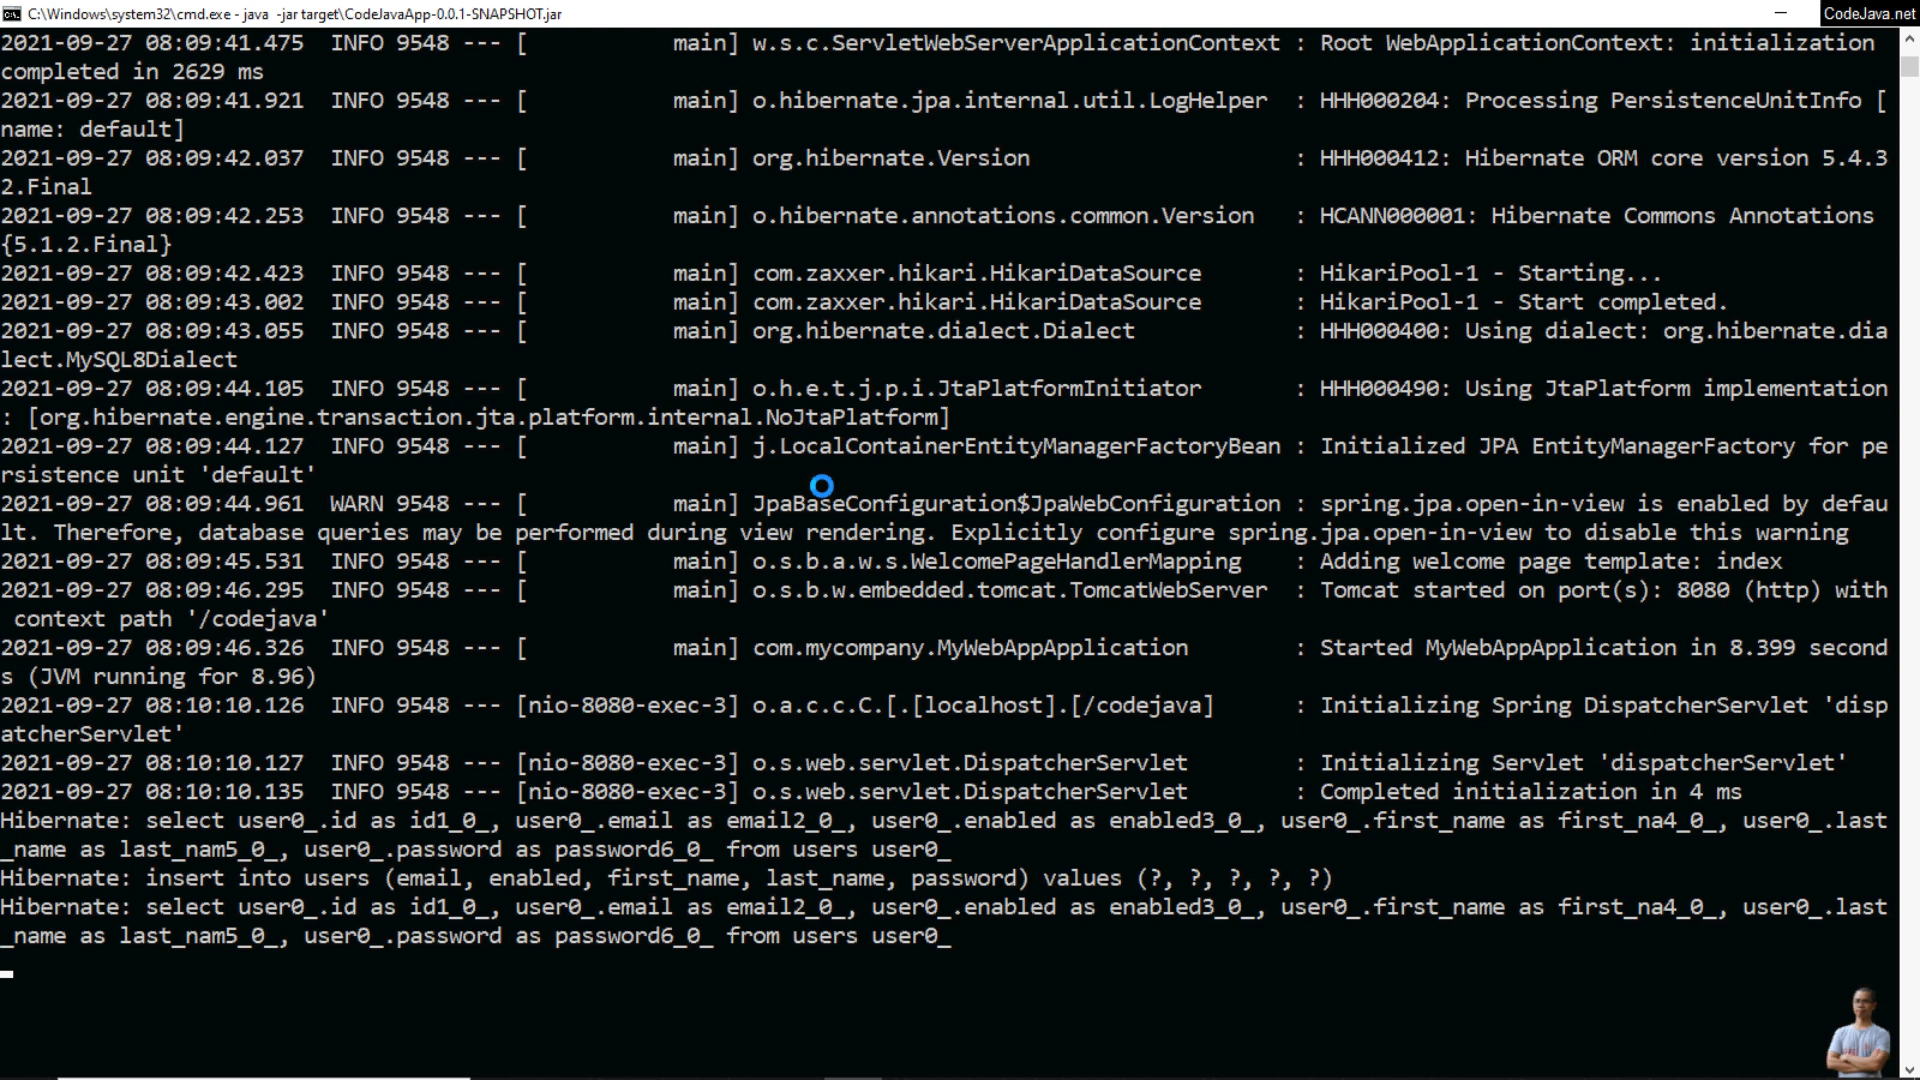 C:\Windows\system32\cmd.exe - java  -jar target\CodeJavaApp-0.0.1-SNAPSHOT.jar
CodeJava.net
2021-09-27 08:09:41.475  INFO 9548 --- [           main] w.s.c.ServletWebServerApplicationContext : Root WebApplicationContext: initialization
completed in 2629 ms
2021-09-27 08:09:41.921  INFO 9548 --- [           main] o.hibernate.jpa.internal.util.LogHelper  : HHH000204: Processing PersistenceUnitInfo [
name: default]
2021-09-27 08:09:42.037  INFO 9548 --- [           main] org.hibernate.Version                    : HHH000412: Hibernate ORM core version 5.4.3
2.Final
2021-09-27 08:09:42.253  INFO 9548 --- [           main] o.hibernate.annotations.common.Version   : HCANN000001: Hibernate Commons Annotations
{5.1.2.Final}
2021-09-27 08:09:42.423  INFO 9548 --- [           main] com.zaxxer.hikari.HikariDataSource       : HikariPool-1 - Starting...
2021-09-27 08:09:43.002  INFO 9548 --- [           main] com.zaxxer.hikari.HikariDataSource       : HikariPool-1 - Start completed.
2021-09-27 08:09:43.055  INFO 9548 --- [           main] org.hibernate.dialect.Dialect            : HHH000400: Using dialect: org.hibernate.dia
lect.MySQL8Dialect
2021-09-27 08:09:44.105  INFO 9548 --- [           main] o.h.e.t.j.p.i.JtaPlatformInitiator       : HHH000490: Using JtaPlatform implementation
: [org.hibernate.engine.transaction.jta.platform.internal.NoJtaPlatform]
2021-09-27 08:09:44.127  INFO 9548 --- [           main] j.LocalContainerEntityManagerFactoryBean : Initialized JPA EntityManagerFactory for pe
rsistence unit 'default'
2021-09-27 08:09:44.961  WARN 9548 --- [           main] JpaBaseConfiguration$JpaWebConfiguration : spring.jpa.open-in-view is enabled by defau
lt. Therefore, database queries may be performed during view rendering. Explicitly configure spring.jpa.open-in-view to disable this warning
2021-09-27 08:09:45.531  INFO 9548 --- [           main] o.s.b.a.w.s.WelcomePageHandlerMapping    : Adding welcome page template: index
2021-09-27 08:09:46.295  INFO 9548 --- [           main] o.s.b.w.embedded.tomcat.TomcatWebServer  : Tomcat started on port(s): 8080 (http) with
 context path '/codejava'
2021-09-27 08:09:46.326  INFO 9548 --- [           main] com.mycompany.MyWebAppApplication        : Started MyWebAppApplication in 8.399 second
s (JVM running for 8.96)
2021-09-27 08:10:10.126  INFO 9548 --- [nio-8080-exec-3] o.a.c.c.C.[.[localhost].[/codejava]      : Initializing Spring DispatcherServlet 'disp
atcherServlet'
2021-09-27 08:10:10.127  INFO 9548 --- [nio-8080-exec-3] o.s.web.servlet.DispatcherServlet        : Initializing Servlet 'dispatcherServlet'
2021-09-27 08:10:10.135  INFO 9548 --- [nio-8080-exec-3] o.s.web.servlet.DispatcherServlet        : Completed initialization in 4 ms
Hibernate: select user0_.id as id1_0_, user0_.email as email2_0_, user0_.enabled as enabled3_0_, user0_.first_name as first_na4_0_, user0_.last
_name as last_nam5_0_, user0_.password as password6_0_ from users user0_
Hibernate: insert into users (email, enabled, first_name, last_name, password) values (?, ?, ?, ?, ?)
Hibernate: select user0_.id as id1_0_, user0_.email as email2_0_, user0_.enabled as enabled3_0_, user0_.first_name as first_na4_0_, user0_.last
_name as last_nam5_0_, user0_.password as password6_0_ from users user0_